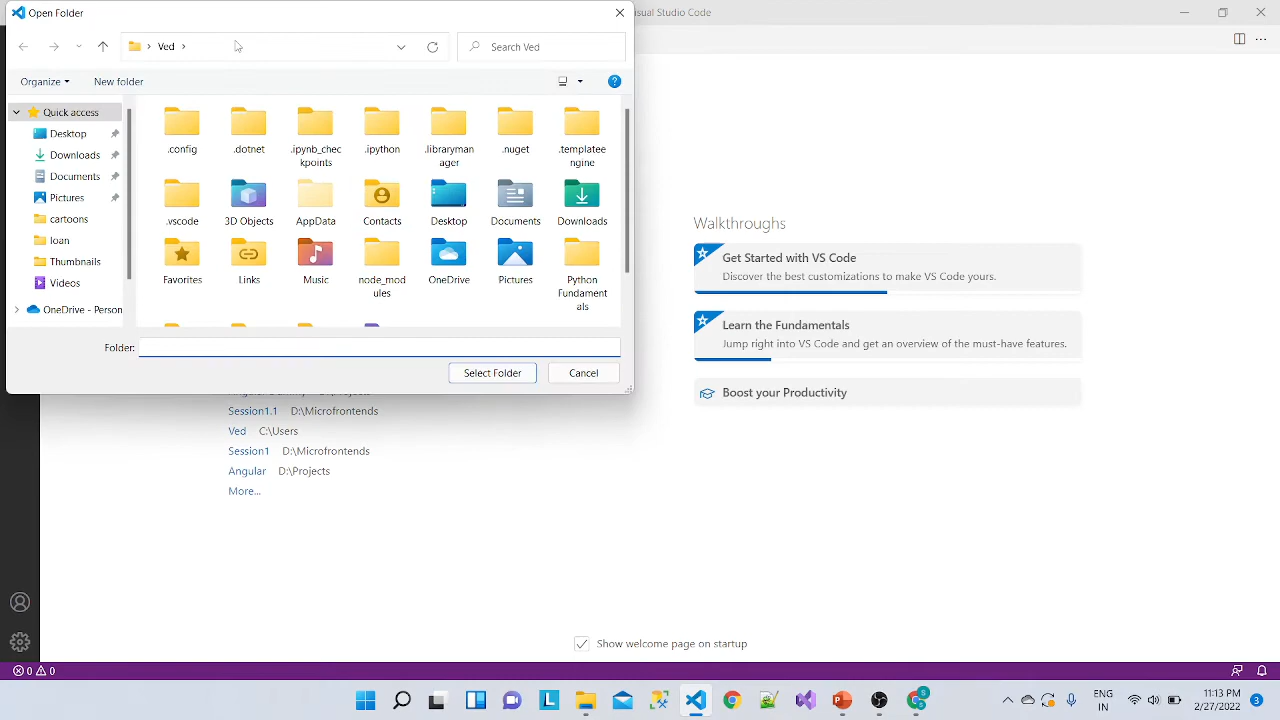 Open Folder
isual Studio Code
Ved
Search Ved
Organize
New folder
Quick access
Desktop
Downloads
Documents
Pictures
cartoons
loan
Thumbnails
Videos
OneDrive - Person
.config
.dotnet
.ipynb_chec
kpoints
.ipython
.libraryman
ager
.nuget
.templatee
ngine
.vscode
3D Objects
AppData
Contacts
Desktop
Documents
Downloads
Favorites
Links
Music
node_mod
ules
OneDrive
Pictures
Python
Fundament
als
Folder:
Select Folder
Cancel
Walkthroughs
Get Started with VS Code
Discover the best customizations to make VS Code yours.
Learn the Fundamentals
Jump right into VS Code and get an overview of the must-have features.
Boost your Productivity
Session1.1 D:\Microfrontends
Ved C:\Users
Session1 D:\Microfrontends
Angular D:\Projects
More...
Show welcome page on startup
0 0
ENG
IN
11:13 PM
2/27/2022
3